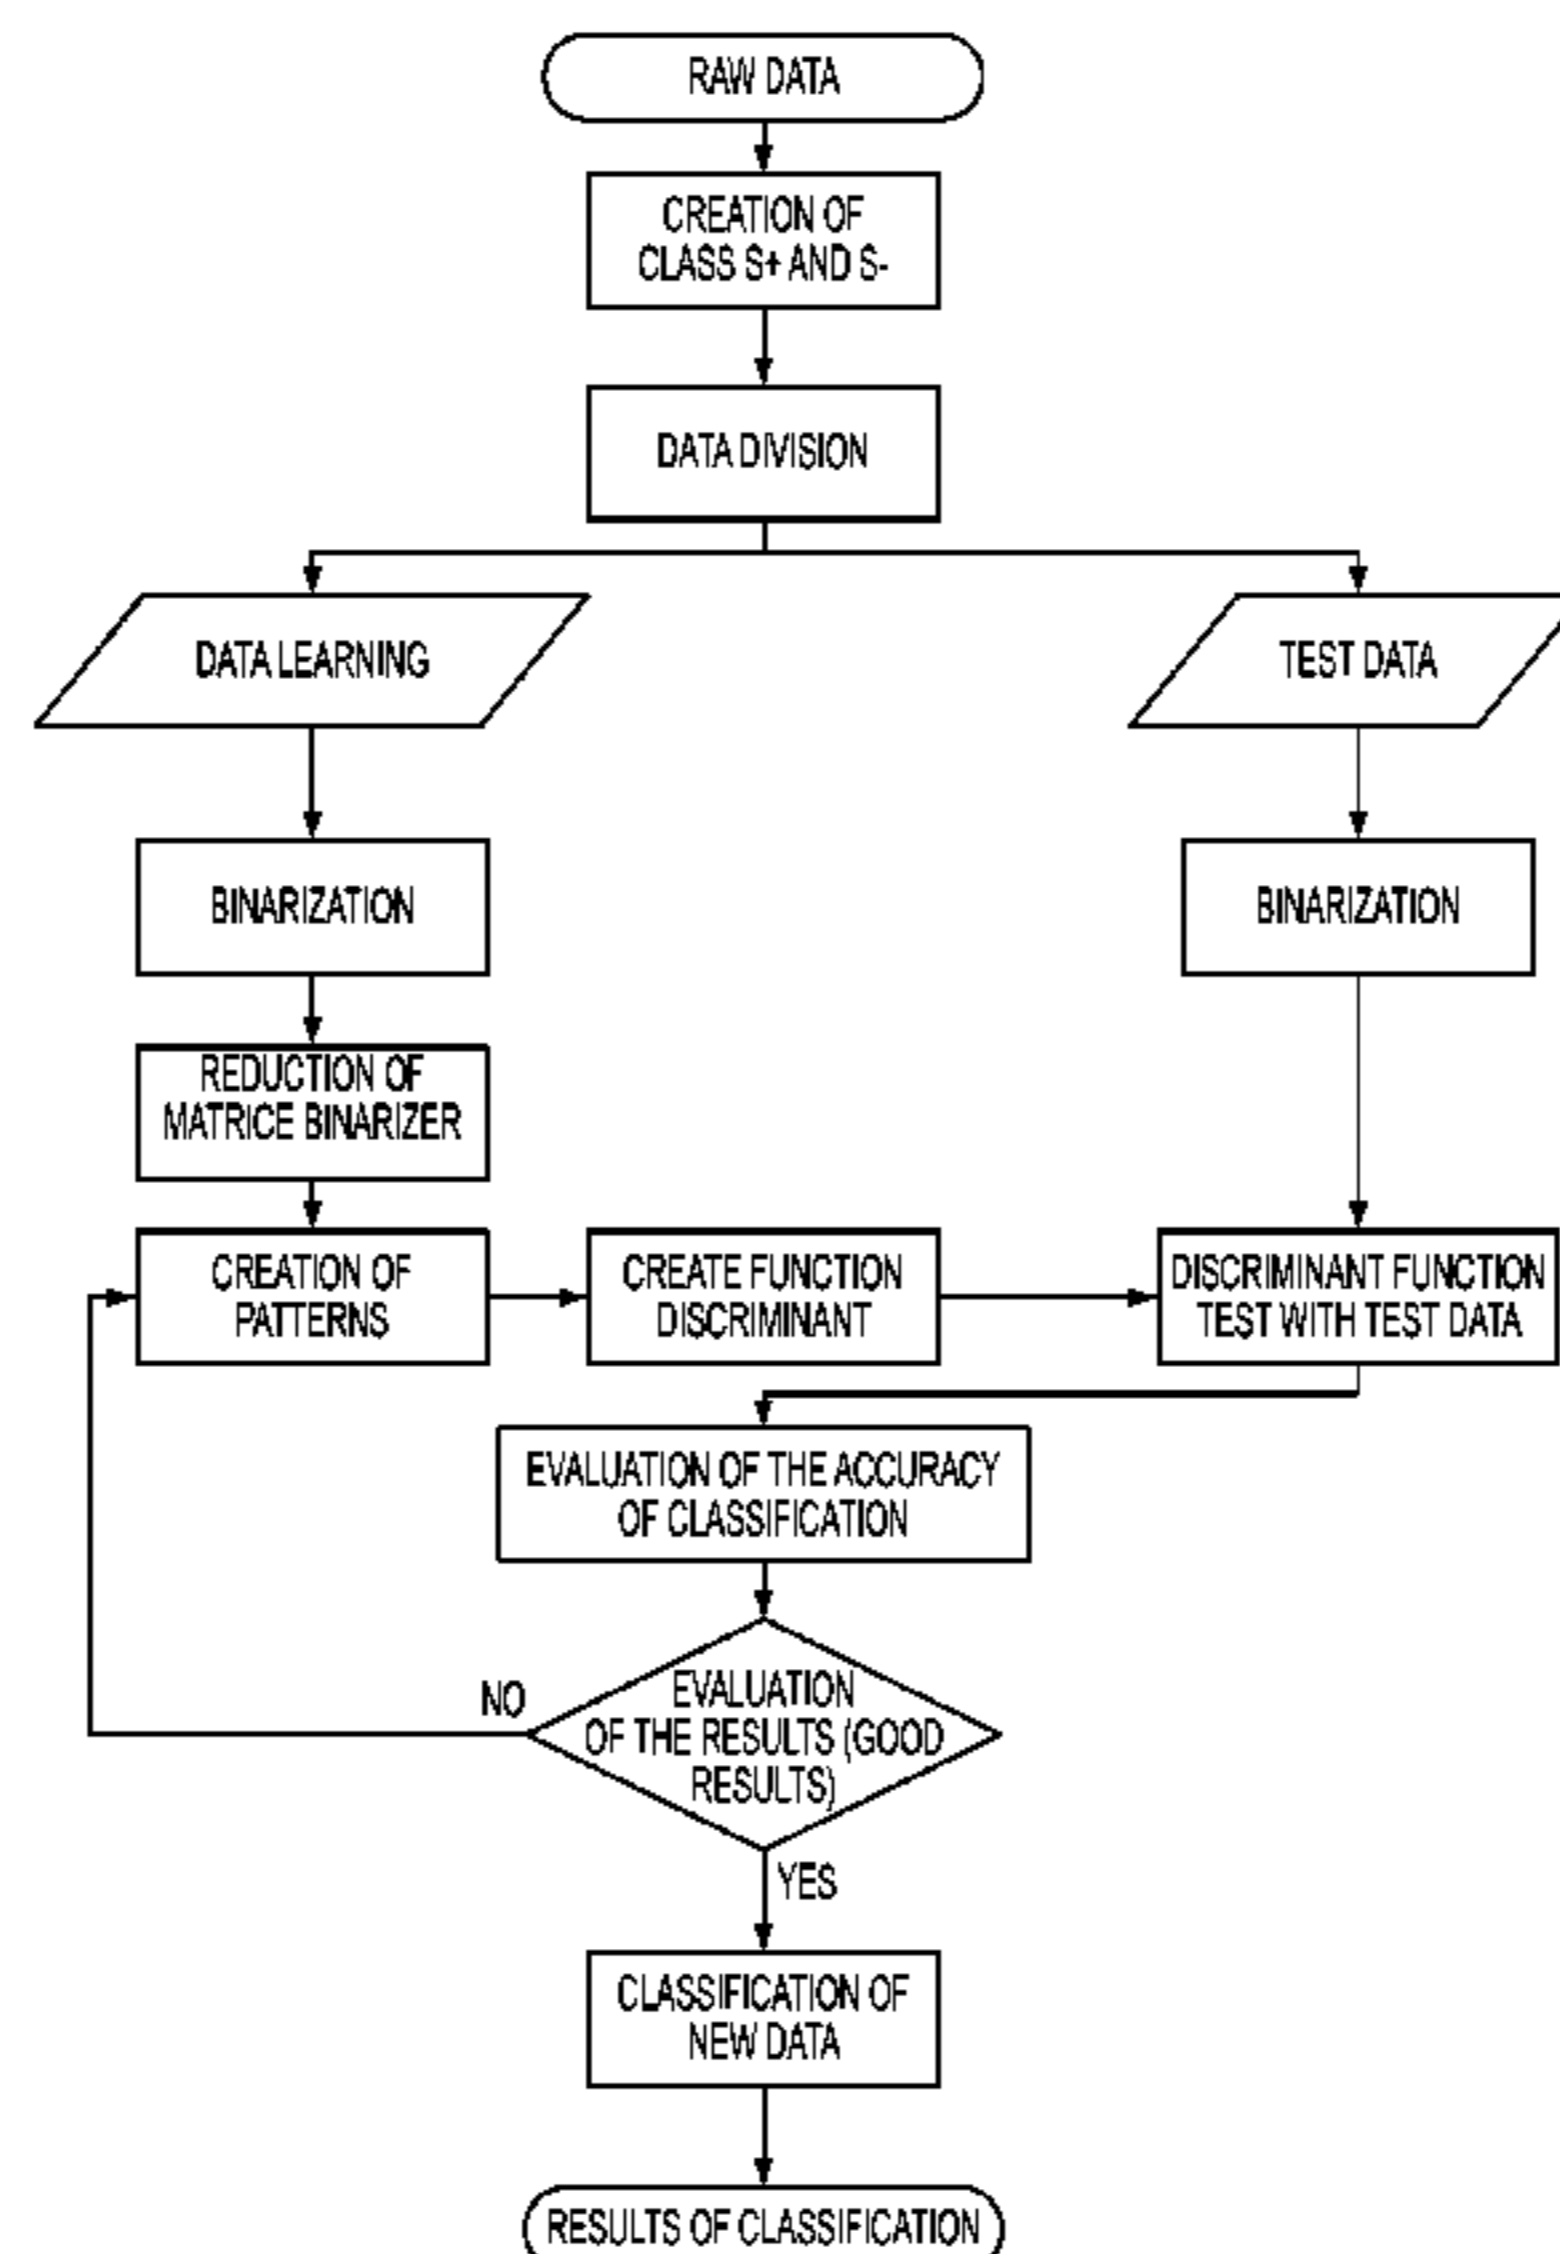 RAW DATA
CREATION OF
CLASS S+ AND S-
DATA DIVISION
DATA LEARNING
TEST DATA
BINARIZATION
BINARIZATION
REDUCTION OF
MATRICE BINARIZER
CREATION OF
PATTERNS
CREATE FUNCTION
DISCRIMINANT
DISCRIMINANT FUNCTION
TEST WITH TEST DATA
EVALUATION OF THE ACCURACY
OF CLASSIFICATION
NO
EVALUATION
OF THE RESULTS (GOOD
RESULTS)
YES
CLASSIFICATION OF
NEW DATA
RESULTS OF CLASSIFICATION